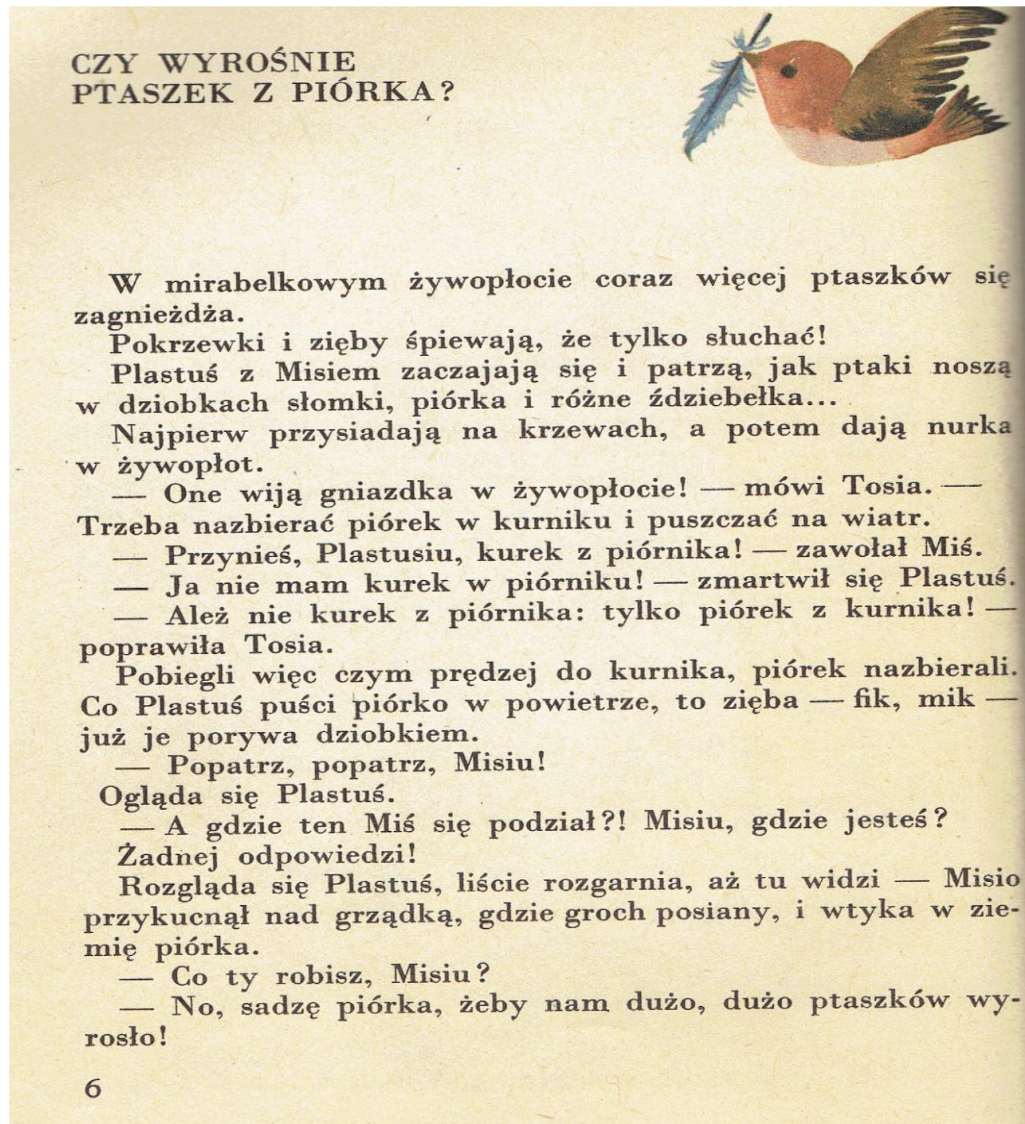 CZY WYROŚNIE
PTASZEK Z PIÓRKA?
W mirabelkowym żywopłocie coraz więcej ptaszków się
zagnieżdża.
Pokrzewki i zięby śpiewają, że tylko słuchać!
Plastuś z Misiem zaczajają się i patrzą, jak ptaki noszą
w dziobkach słomki, piórka i różne ździebełka...
Najpierw przysiadają na krzewach, a potem dają nurka
w żywopłot.
— One wiją gniazdka w żywopłocie! — mówi Tosia. —
Trzeba nazbierać piórek w kurniku i puszczać na wiatr.
— Przynieś, Plastusiu, kurek z piórnika! — zawołał Miś.
— Ja nie mam kurek w piórniku! — zmartwił się Plastuś.
— Ależ nie kurek z piórnika: tylko piórek z kurnika! —
poprawiła Tosia.
Pobiegli więc czym prędzej do kurnika, piórek nazbierali.
Co Plastuś puści piórko w powietrze, to zięba — fik, mik —
już je porywa dziobkiem.
— Popatrz, popatrz, Misiu!
Ogląda się Plastuś.
— A gdzie ten Miś się podział?! Misiu, gdzie jesteś?
Żadnej odpowiedzi!
Rozgląda się Plastuś, liście rozgarnia, aż tu widzi — Misio
przykucnął nad grządką, gdzie groch posiany, i wtyka w zie-
mię piórka.
— Co ty robisz, Misiu?
— No, sadzę piórka, żeby nam dużo, dużo ptaszków wy-
rosło!
6